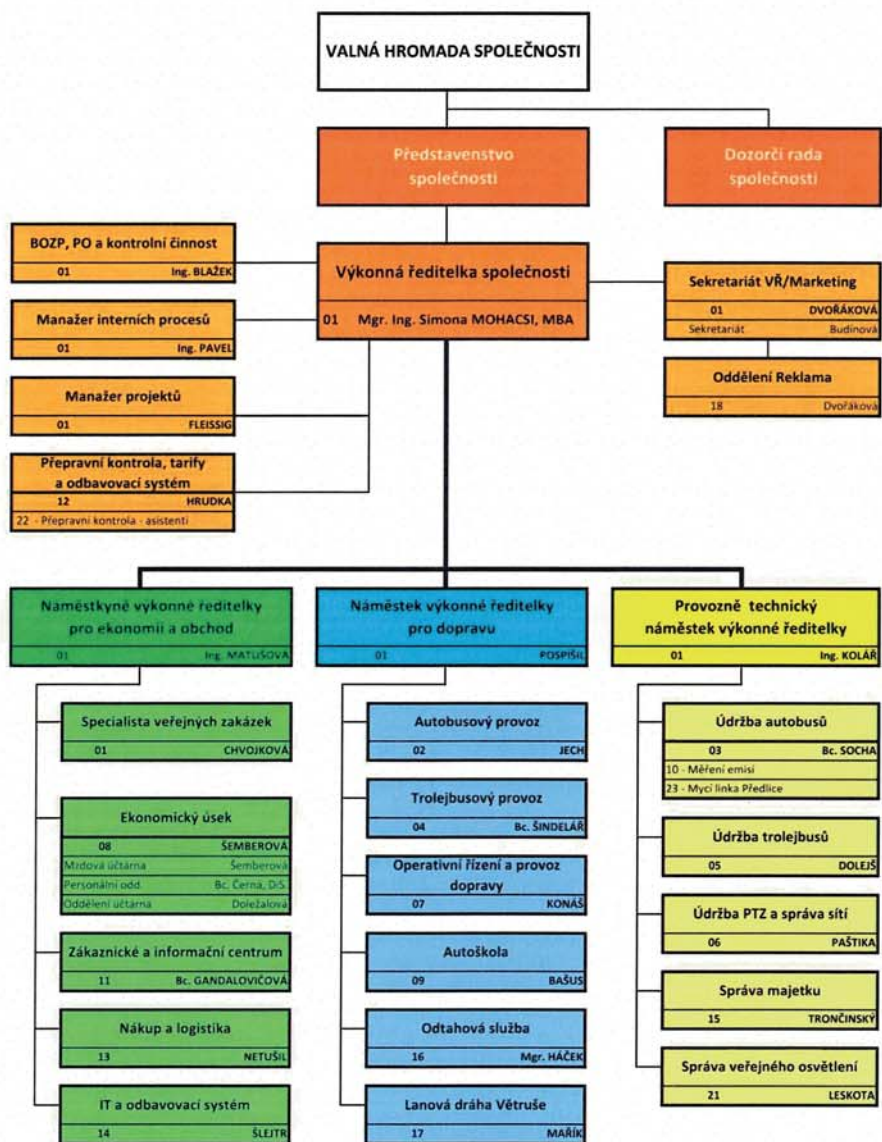 VALNÁ HROMADA SPOLEČNOSTI
Představenstvo
společnosti
Dozorčí rada
společnosti
BOZP, PO a kontrolní činnost
01 Ing. BLAŽEK
Manažer interních procesů
01 Ing. PAVEL
Manažer projektů
01 FLEISSIG
Přepravní kontrola, tarify
a odbavovací systém
12 HRUDKA
22 - Přepravní kontrola - asistenti
Výkonná ředitelka společnosti
01 Mgr. Ing. Simona MOHACSI, MBA
Sekretariát VŘ/Marketing
01 DVOŘÁKOVÁ
Sekretariát Budinová
Oddělení Reklama
18 Dvořáková
Náměstkyně výkonné ředitelky
pro ekonomii a obchod
01 Ing. MATUŠOVÁ
Specialista veřejných zakázek
01 CHVOJKOVÁ
Ekonomický úsek
08 ŠEMBEROVÁ
Mzdová účtárna Šemberová
Personální odd. Bc. Černá, DiS.
Oddělení účtárna Doležalová
Zákaznické a informační centrum
11 Bc. GANDALOVIČOVÁ
Nákup a logistika
13 NETUŠIL
IT a odbavovací systém
14 ŠLEJTR
Náměstek výkonné ředitelky
pro dopravu
01 POSPÍŠIL
Autobusový provoz
02 JECH
Trolejbusový provoz
04 Bc. ŠINDELÁŘ
Operativní řízení a provoz
dopravy
07 KONÁŠ
Autoškola
09 BAŠUS
Odtahová služba
16 Mgr. HÁČEK
Lanová dráha Větruše
17 MAŘÍK
Provozně technický
náměstek výkonné ředitelky
01 Ing. KOLÁŘ
Údržba autobusů
03 Bc. SOCHA
10 - Měření emisí
23 - Mycí linka Předlice
Údržba trolejbusů
05 DOLEJŠ
Údržba PTZ a správa sítí
06 PAŠTIKA
Správa majetku
15 TRONČINSKÝ
Správa veřejného osvětlení
21 LESKOTA